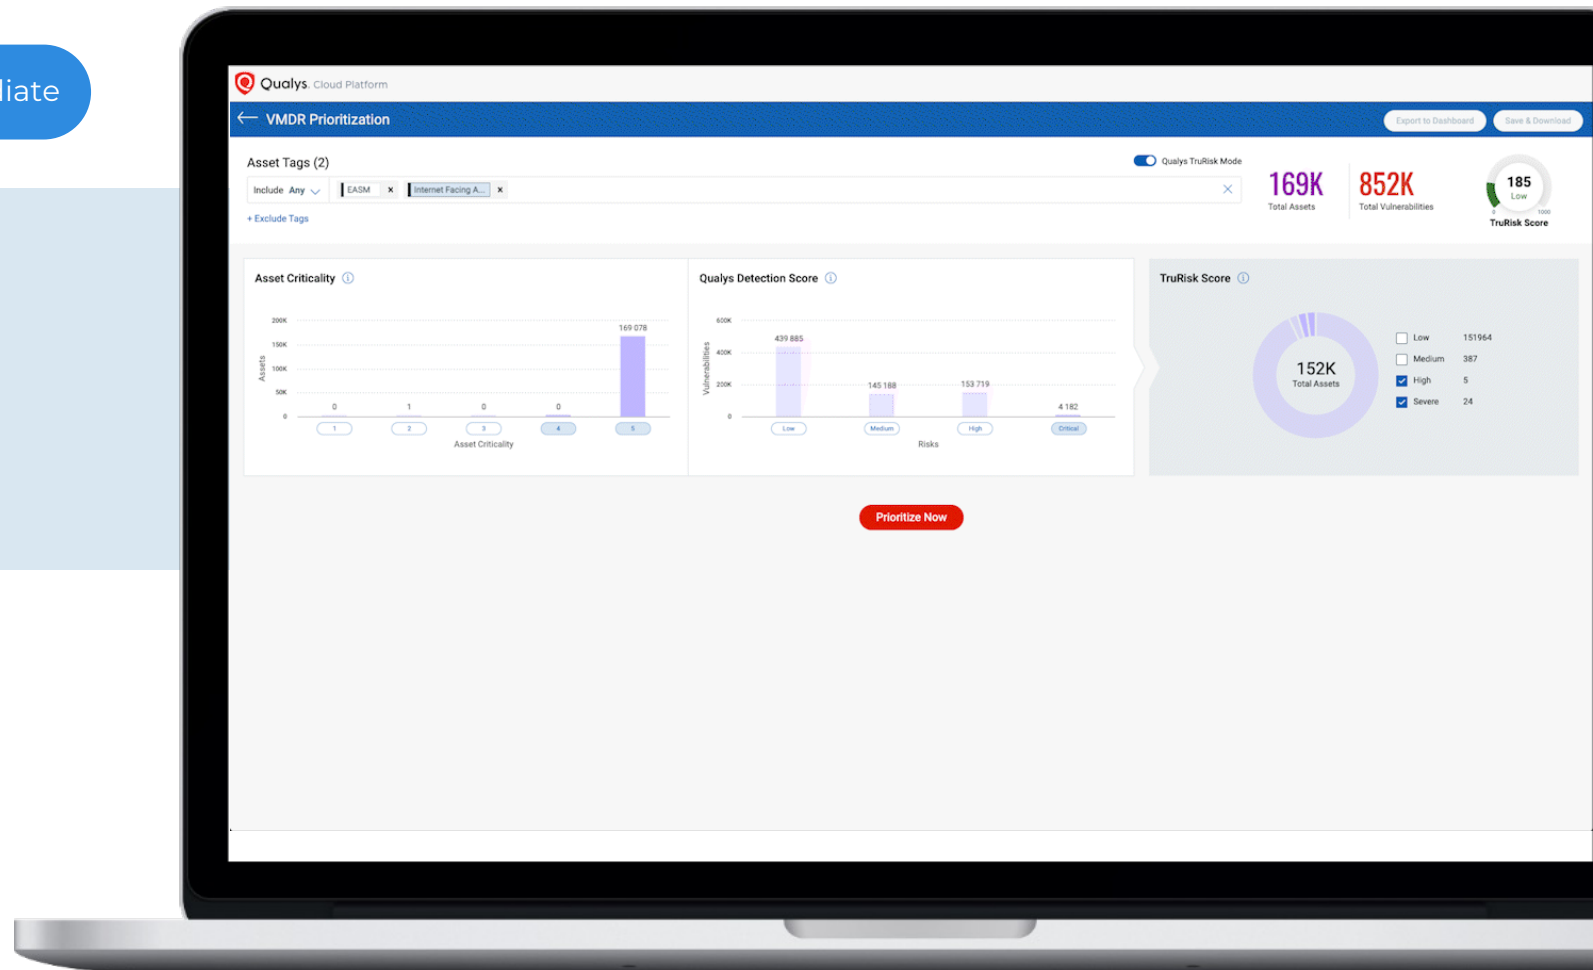 liate
Qualys. Cloud Platform
VMDR Prioritization
Export to Dashboard
Save & Download
Asset Tags (2)
Qualys TruRisk Mode
Include Any
EASM x
Internet Facing A... x
+ Exclude Tags
169K
Total Assets
852K
Total Vulnerabilities
185
Low
0
1000
TruRisk Score
Asset Criticality
200K
150K
100K
50K
0
Assets
0
1
0
0
169 078
1
2
3
4
5
Asset Criticality
Qualys Detection Score
600K
400K
200K
0
Vulnerabilities
439 885
145 188
153 719
4 182
Low
Medium
High
Critical
Risks
TruRisk Score
152K
Total Assets
Low 151964
Medium 387
High 5
Severe 24
Prioritize Now